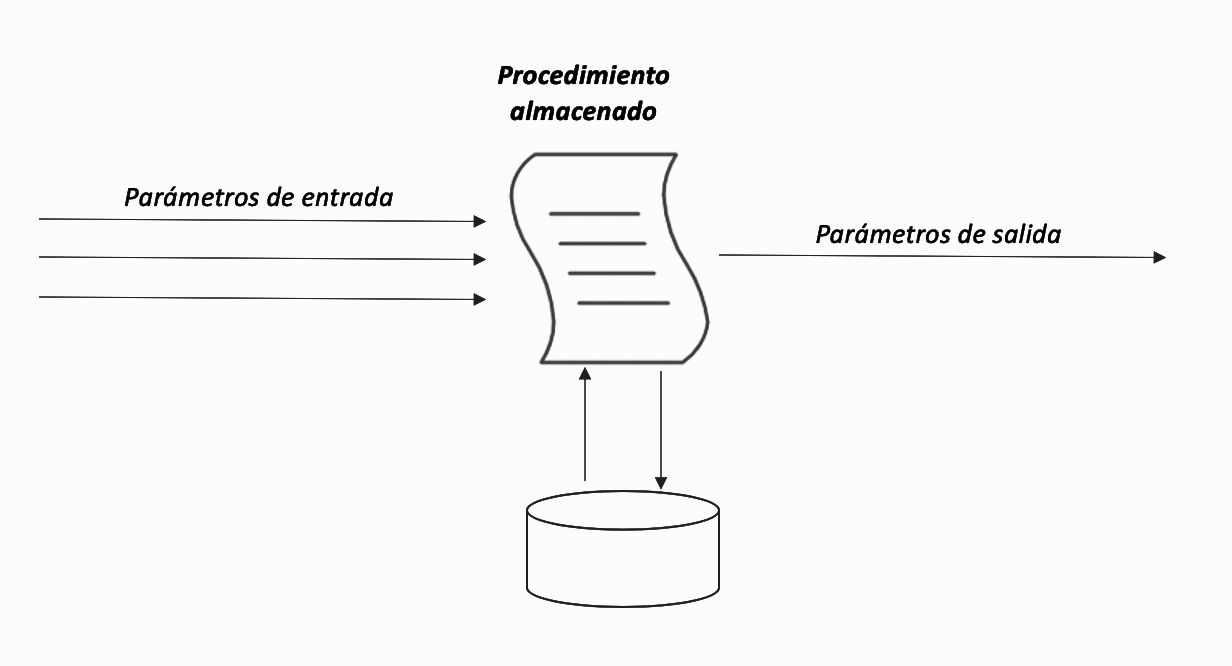 Procedimiento
almacenado
Parámetros de entrada
Parámetros de salida